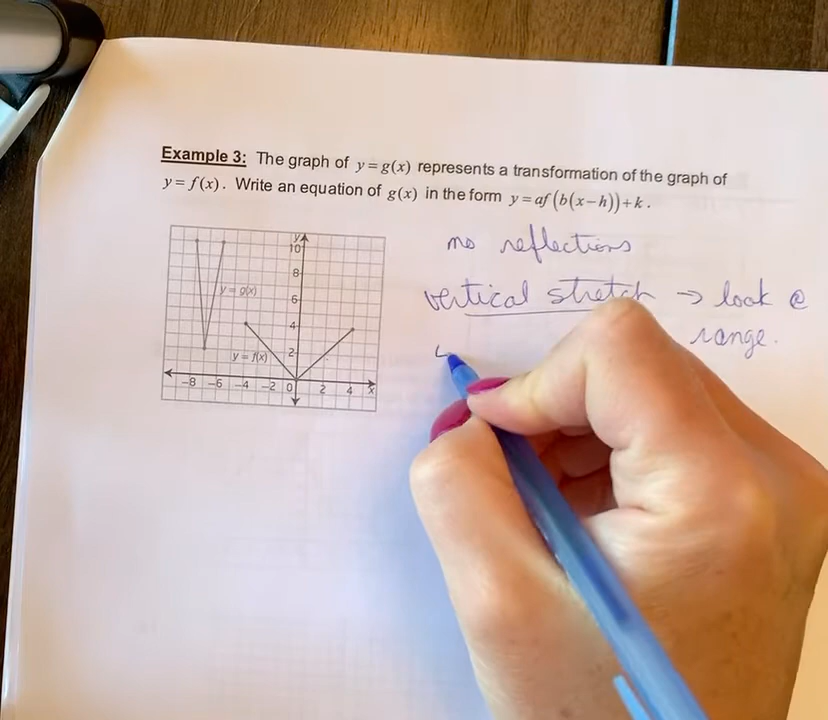 Example 3: The graph of y = g(x) represents a transformation of the graph of
y = f(x). Write an equation of g(x) in the form y = af(b(x−h))+k.
no reflections
vertical stretch → look @
range.
y
10
8
y = g(x)
6
4
y = f(x)
2
−8 −6 −4 −2 0 2 4 x